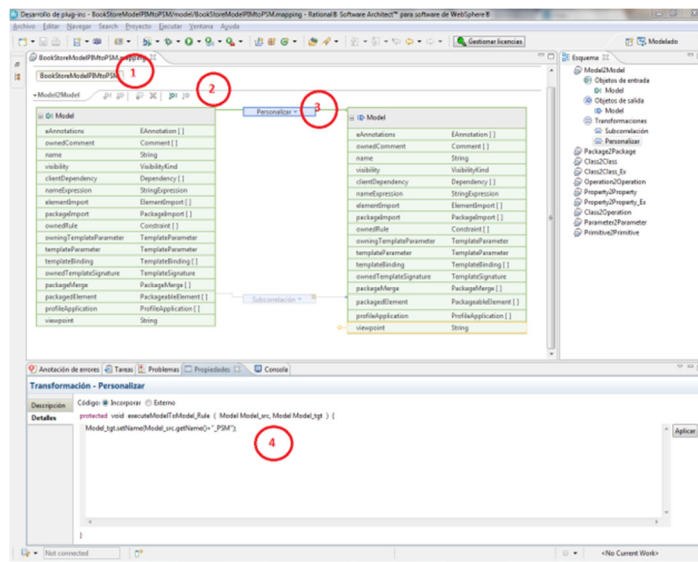 Desarrollo de plug-ins - BookStoreModelPIMtoPSM/model/BookStoreModelPIMtoPSM.mapping - Rational® Software Architect™ para software de WebSphere®
Archivo Editar Navegar Search Proyecto Ejecutar Ventana Ayuda
Gestionar licencias
Modelado
BookStoreModelPIMtoPSM.mapping
BookStoreModelPIMtoPSM
1
Model2Model
2
Personalizar
3
Model
eAnnotations EAnnotation [ ]
ownedComment Comment [ ]
name String
visibility VisibilityKind
clientDependency Dependency [ ]
nameExpression StringExpression
elementImport ElementImport [ ]
packageImport PackageImport [ ]
ownedRule Constraint [ ]
owningTemplateParameter TemplateParameter
templateParameter TemplateParameter
templateBinding TemplateBinding [ ]
ownedTemplateSignature TemplateSignature
packageMerge PackageMerge [ ]
packagedElement PackageableElement [ ]
profileApplication ProfileApplication [ ]
viewpoint String
Subcorrelación
Model
eAnnotations EAnnotation [ ]
ownedComment Comment [ ]
name String
visibility VisibilityKind
clientDependency Dependency [ ]
nameExpression StringExpression
elementImport ElementImport [ ]
packageImport PackageImport [ ]
ownedRule Constraint [ ]
owningTemplateParameter TemplateParameter
templateParameter TemplateParameter
templateBinding TemplateBinding [ ]
ownedTemplateSignature TemplateSignature
packageMerge PackageMerge [ ]
packagedElement PackageableElement [ ]
profileApplication ProfileApplication [ ]
viewpoint String
Esquema
Model2Model
Objetos de entrada
Model
Objetos de salida
Model
Transformaciones
Subcorrelación
Personalizar
Package2Package
Class2Class
Class2Class_Ex
Operation2Operation
Property2Property
Property2Property_Ex
Class2Operation
Parameter2Parameter
Primitive2Primitive
Anotación de errores Tareas Problemas Propiedades Consola
Transformación - Personalizar
Descripción
Detalles
Código: Incorporar Externo
protected void executeModelToModel_Rule ( Model Model_src, Model Model_tgt ) {
Model_tgt.setName(Model_src.getName()+"_PSM");
4
Aplicar
}
Not connected
<No Current Work>